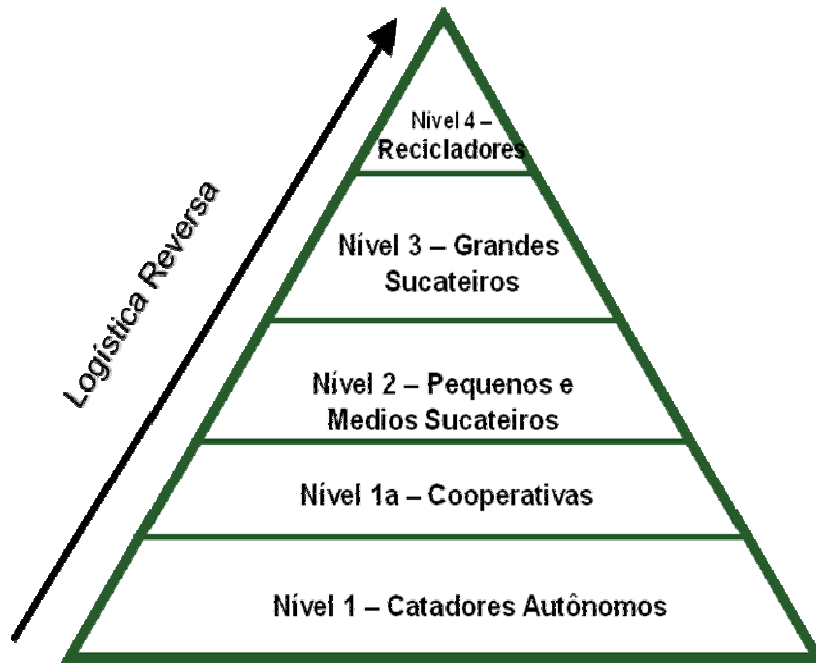 Nível 4 –
Recicladores
Nível 3 – Grandes
Sucateiros
Nível 2 – Pequenos e
Medios Sucateiros
Nível 1a – Cooperativas
Nível 1 – Catadores Autônomos
Logística Reversa